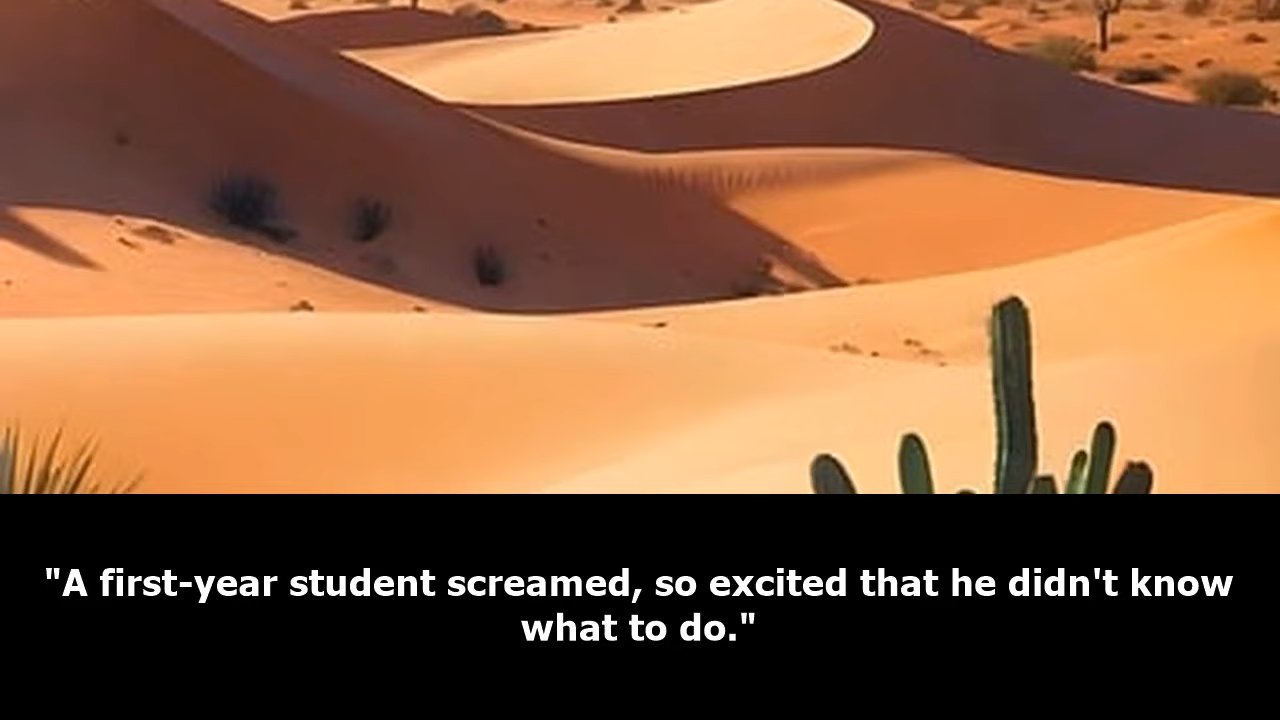 "A first-year student screamed, so excited that he didn't know
what to do."